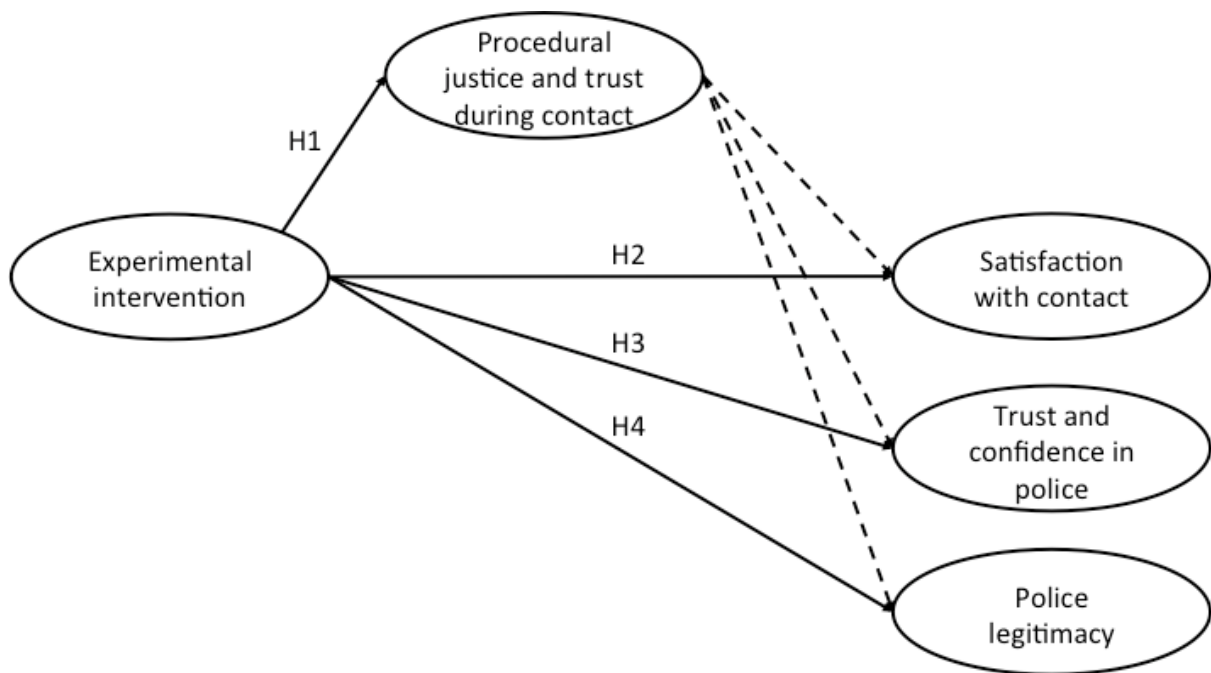 Procedural
justice and trust
during contact
H1
Experimental
intervention
H2
Satisfaction
with contact
H3
Trust and
confidence in
police
H4
Police
legitimacy